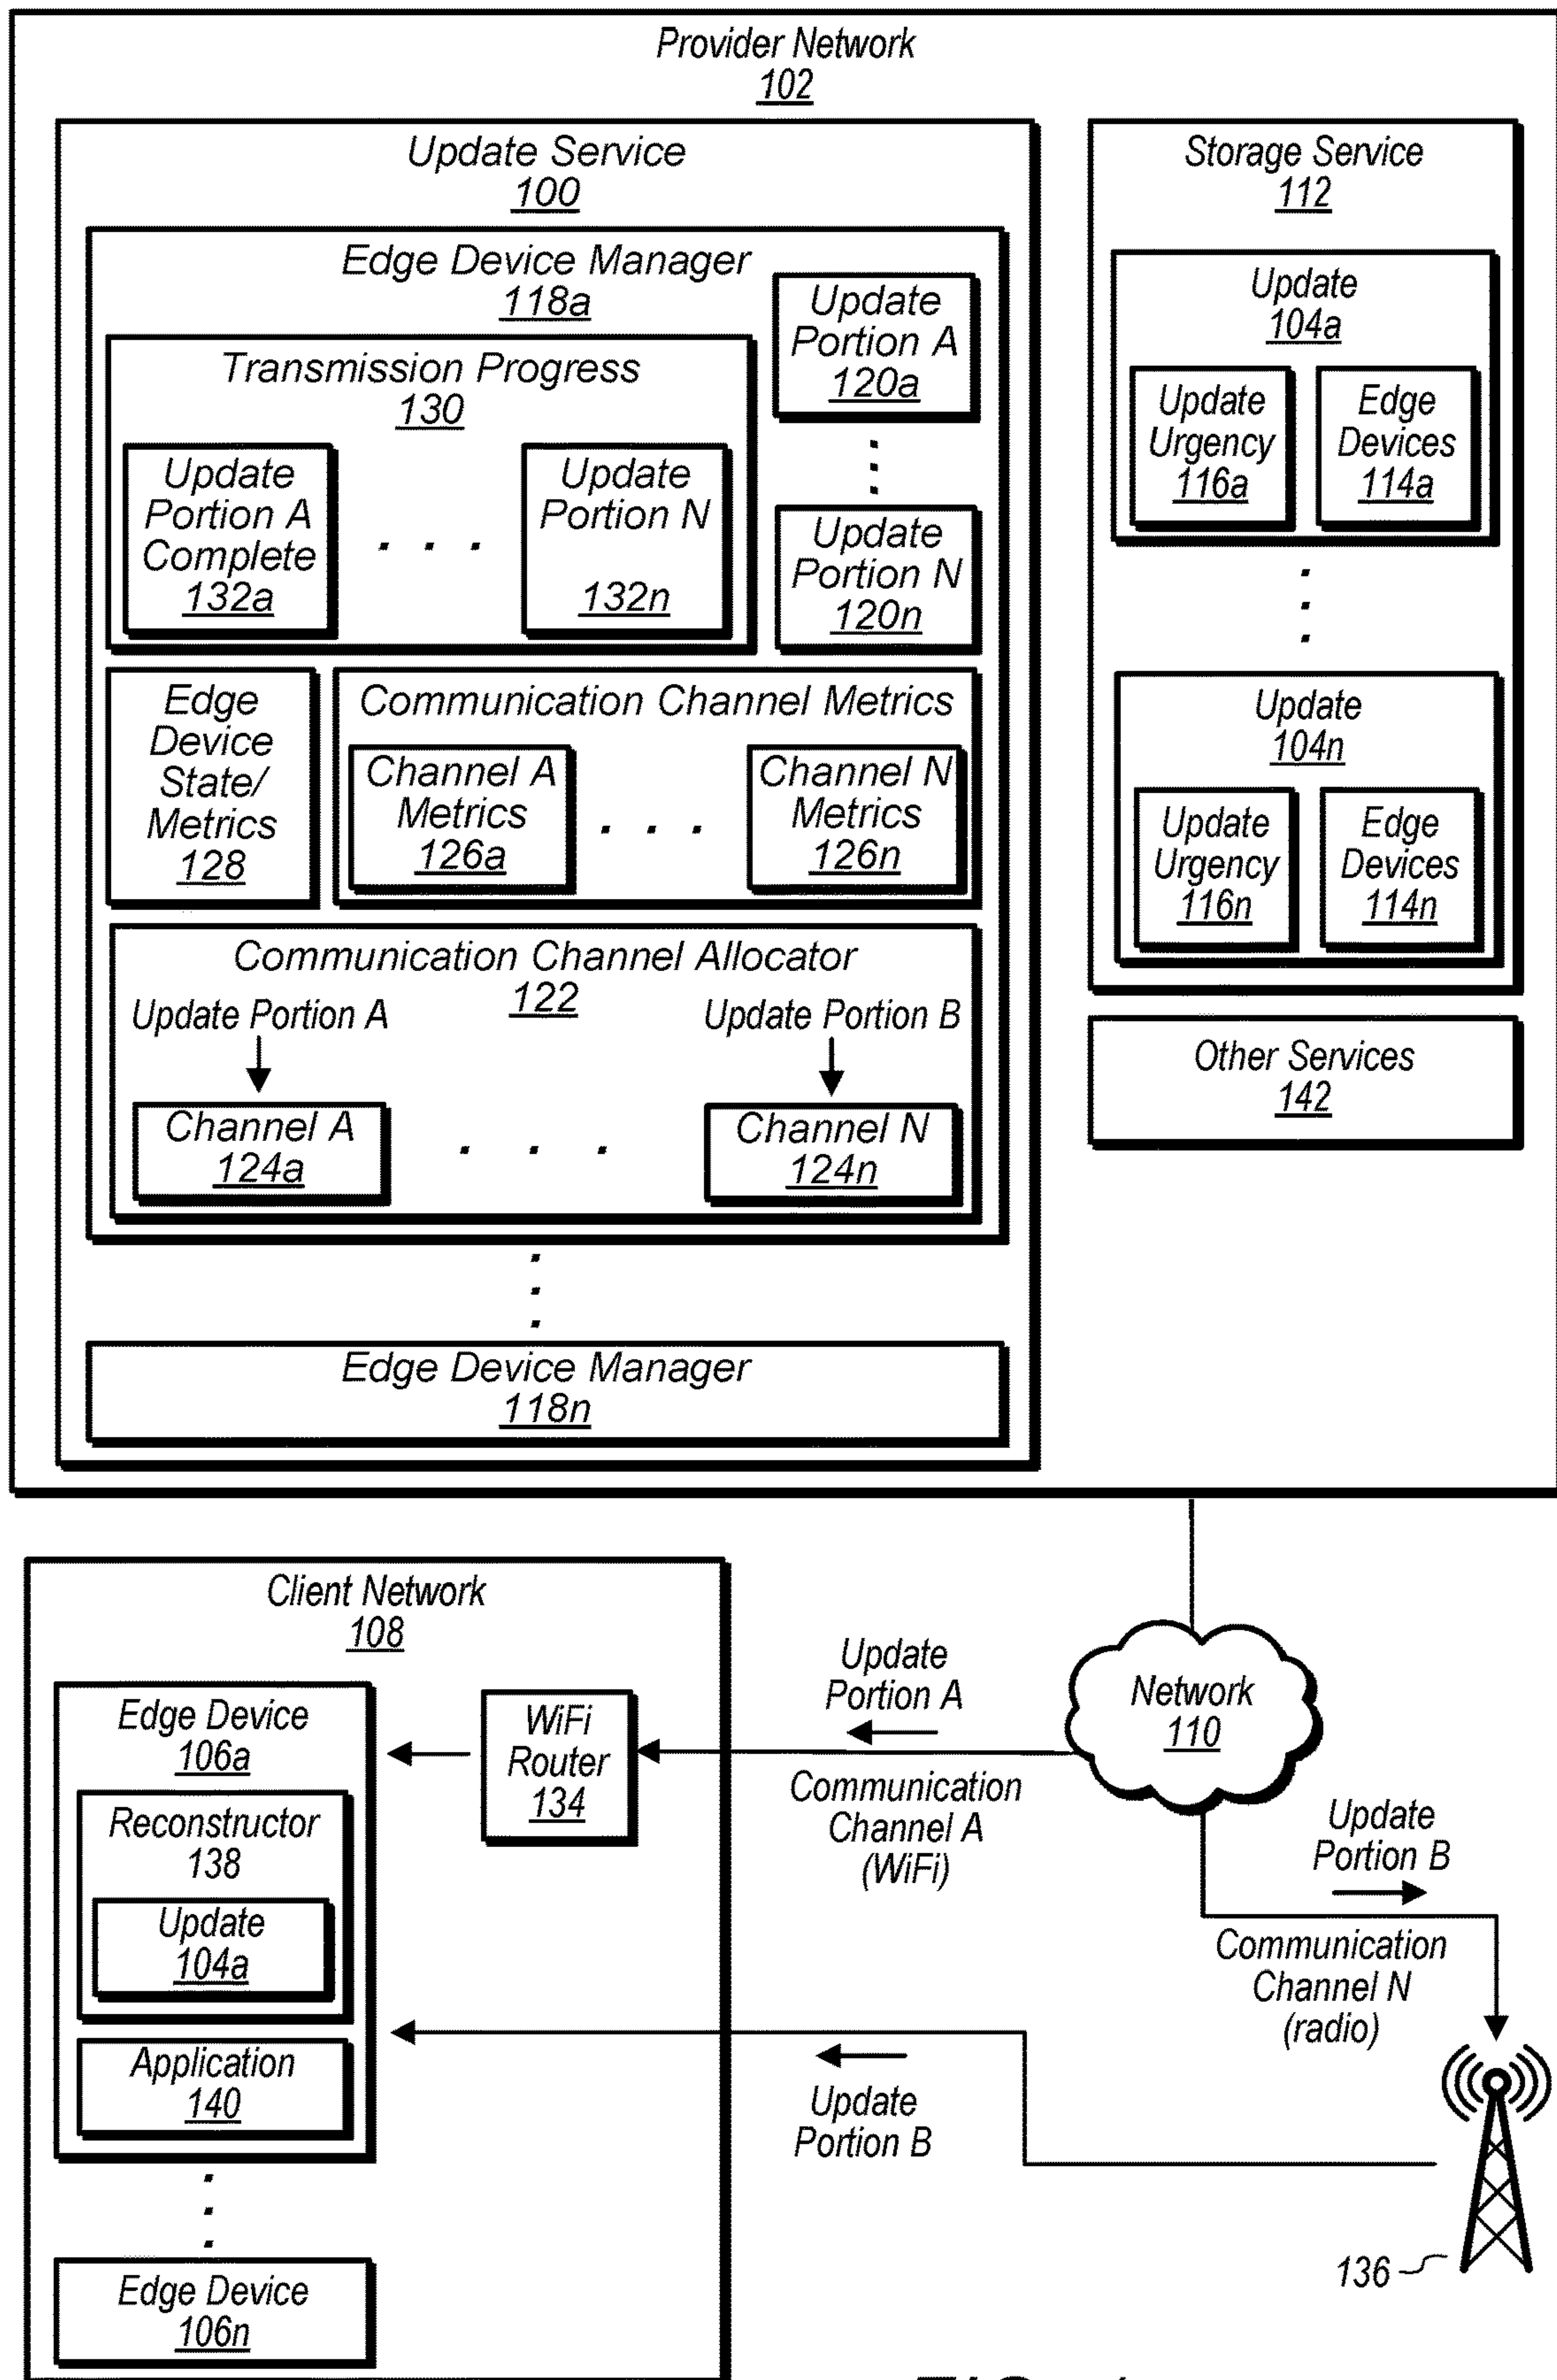 Provider Network
102
Update Service
100
Edge Device Manager
118a
Transmission Progress
130
Update
Portion A
Complete
132a
. . .
Update
Portion N
132n
Update
Portion A
120a
Update
Portion N
120n
Edge
Device
State/
Metrics
128
Communication Channel Metrics
Channel A
Metrics
126a
. . .
Channel N
Metrics
126n
Communication Channel Allocator
122
Update Portion A
Update Portion B
Channel A
124a
. . .
Channel N
124n
Edge Device Manager
118n
Storage Service
112
Update
104a
Update
Urgency
116a
Edge
Devices
114a
Update
104n
Update
Urgency
116n
Edge
Devices
114n
Other Services
142
Client Network
108
Edge Device
106a
Reconstructor
138
Update
104a
Application
140
Edge Device
106n
WiFi
Router
134
Update
Portion A
Communication
Channel A
(WiFi)
Network
110
Update
Portion B
Communication
Channel N
(radio)
Update
Portion B
136